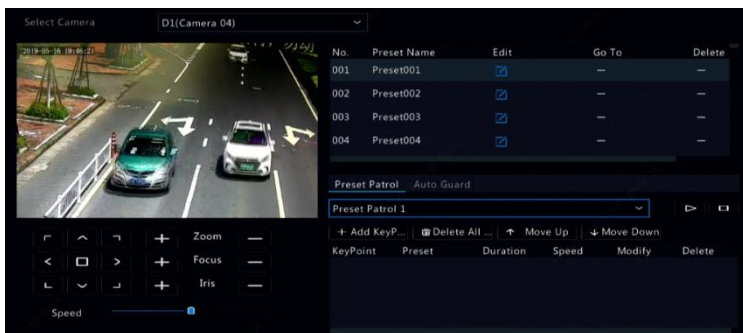 Select Camera D1(Camera 04)
2019-05-16 19:46:21
No. Preset Name Edit Go To Delete
001 Preset001
002 Preset002
003 Preset003
004 Preset004
Preset Patrol Auto Guard
Preset Patrol 1
+ Add KeyP... Delete All ... ↑ Move Up ↓ Move Down
KeyPoint Preset Duration Speed Modify Delete
+ Zoom —
+ Focus —
+ Iris —
Speed